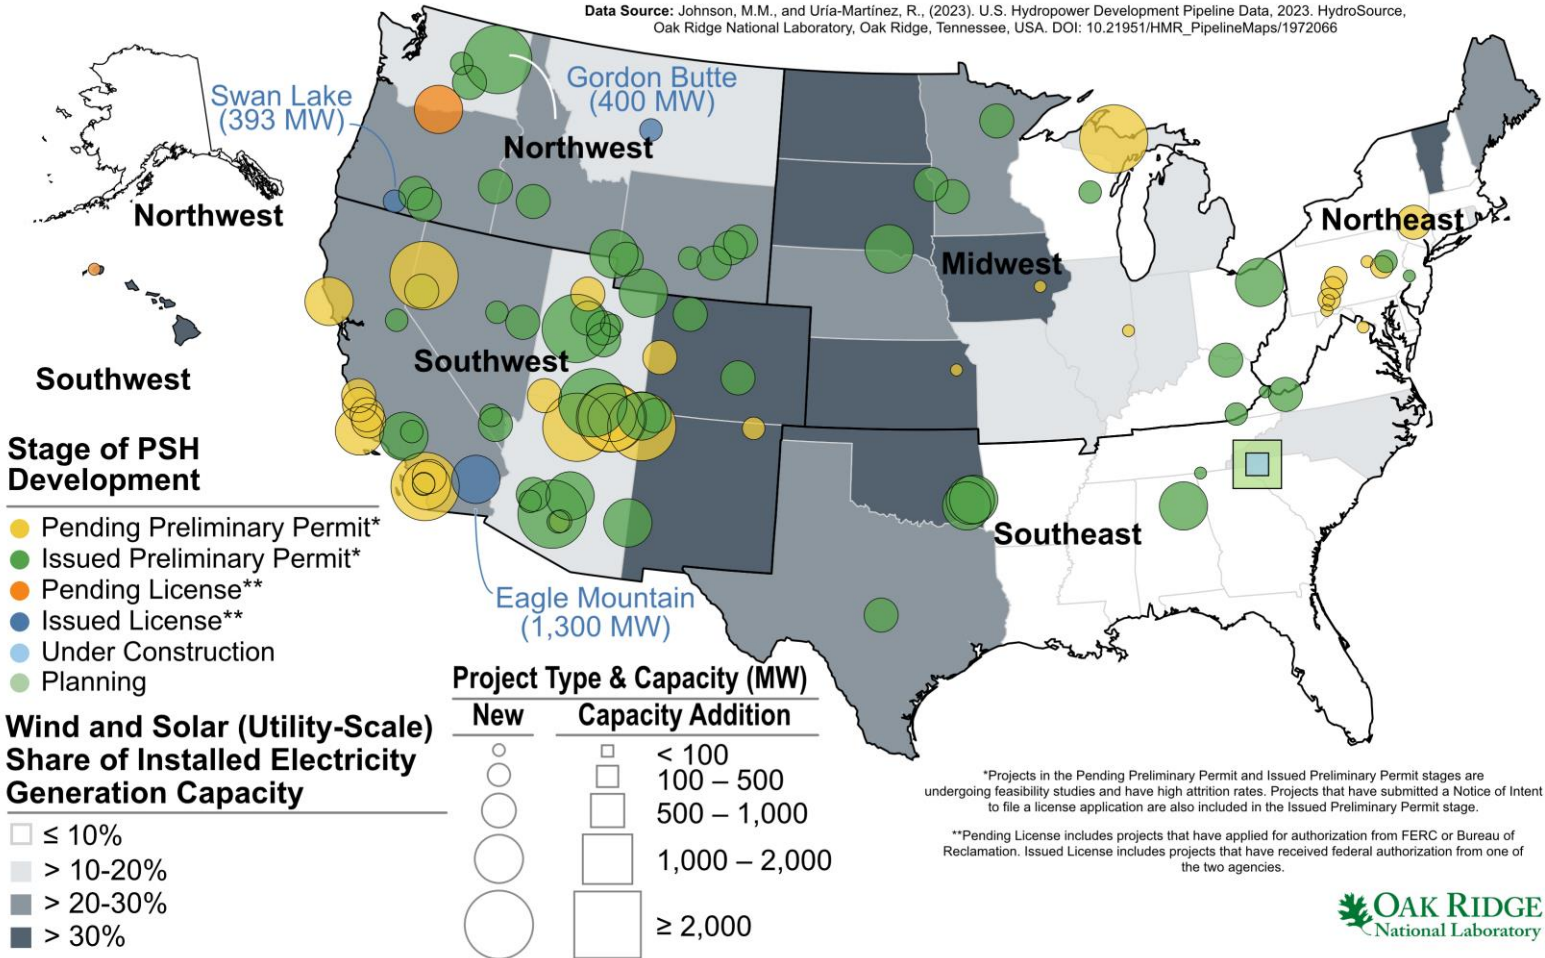 Data Source: Johnson, M.M., and Uría-Martínez, R., (2023). U.S. Hydropower Development Pipeline Data, 2023. HydroSource,
Oak Ridge National Laboratory, Oak Ridge, Tennessee, USA. DOI: 10.21951/HMR_PipelineMaps/1972066
Swan Lake
(393 MW)
Gordon Butte
(400 MW)
Northwest
Northwest
Northeast
Midwest
Southwest
Southwest
Southeast
Eagle Mountain
(1,300 MW)
Stage of PSH
Development
Pending Preliminary Permit*
Issued Preliminary Permit*
Pending License**
Issued License**
Under Construction
Planning
Wind and Solar (Utility-Scale)
Share of Installed Electricity
Generation Capacity
≤ 10%
> 10-20%
> 20-30%
> 30%
Project Type & Capacity (MW)
New Capacity Addition
< 100
100 – 500
500 – 1,000
1,000 – 2,000
≥ 2,000
*Projects in the Pending Preliminary Permit and Issued Preliminary Permit stages are
undergoing feasibility studies and have high attrition rates. Projects that have submitted a Notice of Intent
to file a license application are also included in the Issued Preliminary Permit stage.
**Pending License includes projects that have applied for authorization from FERC or Bureau of
Reclamation. Issued License includes projects that have received federal authorization from one of
the two agencies.
OAK RIDGE
National Laboratory